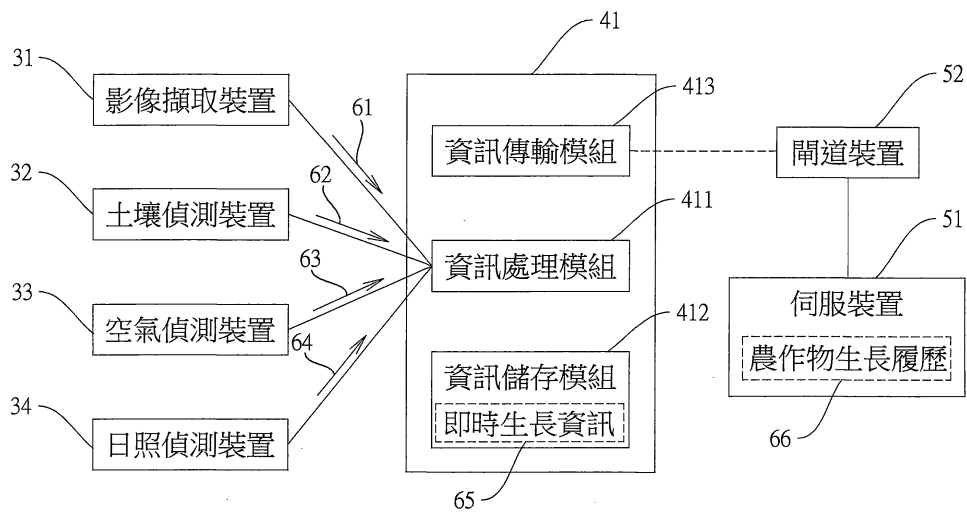 31
影像擷取裝置
32
土壤偵測裝置
33
空氣偵測裝置
34
日照偵測裝置
61
62
63
64
41
413
資訊傳輸模組
411
資訊處理模組
412
資訊儲存模組
即時生長資訊
65
52
閘道裝置
51
伺服裝置
農作物生長履歷
66